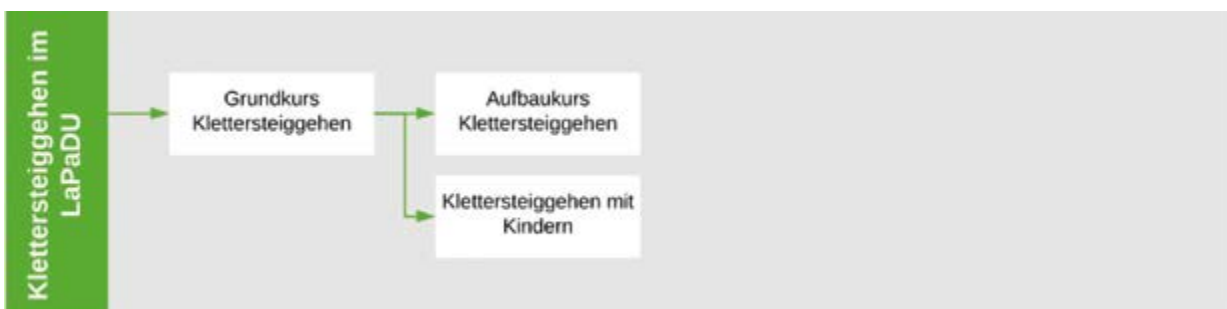 Klettersteiggehen im
LaPaDU
Grundkurs
Klettersteiggehen
Aufbaukurs
Klettersteiggehen
Klettersteiggehen mit
Kindern